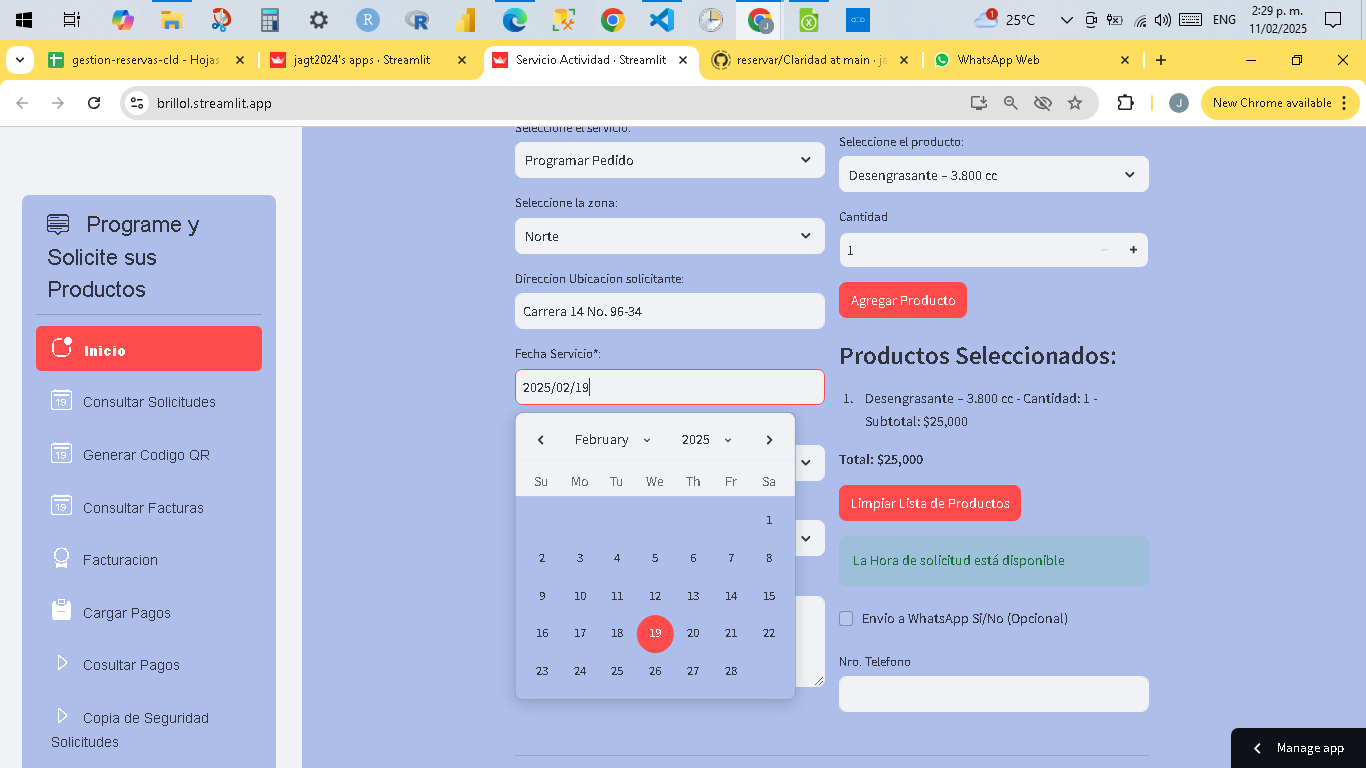 ENG
25°C
2:29 p. m.
11/02/2025
gestion-reservas-cld - Hojas
jagt2024's apps · Streamlit
Servicio Actividad · Streamlit
reservar/Claridad at main · ja
WhatsApp Web
brillol.streamlit.app
J
New Chrome available
Programe y
Solicite sus
Productos
Inicio
Consultar Solicitudes
Generar Codigo QR
Consultar Facturas
Facturacion
Cargar Pagos
Cosultar Pagos
Copia de Seguridad
Solicitudes
Seleccione el servicio:
Programar Pedido
Seleccione la zona:
Norte
Direccion Ubicacion solicitante:
Carrera 14 No. 96-34
Fecha Servicio*:
2025/02/19
February 2025
Su Mo Tu We Th Fr Sa
1
2 3 4 5 6 7 8
9 10 11 12 13 14 15
16 17 18 19 20 21 22
23 24 25 26 27 28
Seleccione el producto:
Desengrasante – 3.800 cc
Cantidad
1
Agregar Producto
Productos Seleccionados:
1. Desengrasante – 3.800 cc - Cantidad: 1 -
Subtotal: $25,000
Total: $25,000
Limpiar Lista de Productos
La Hora de solicitud está disponible
Envio a WhatsApp Si/No (Opcional)
Nro. Telefono
Manage app